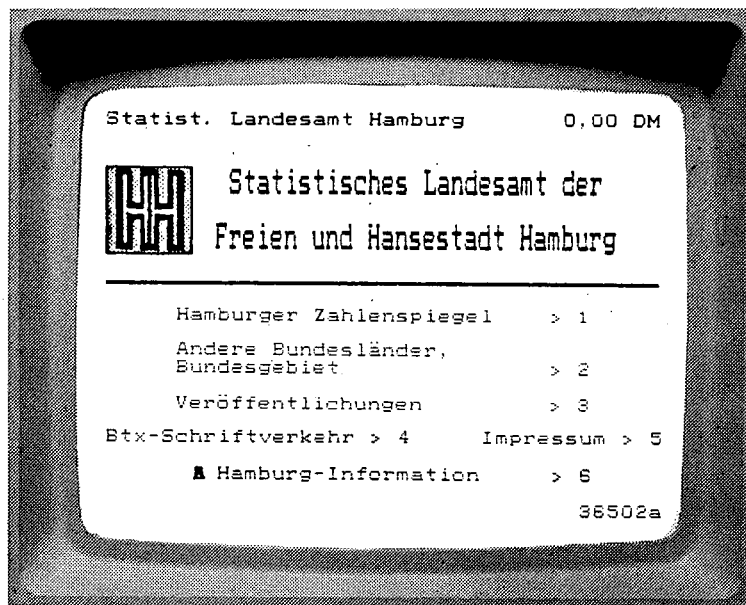 Statist. Landesamt Hamburg 0,00 DM
Statistisches Landesamt der
Freien und Hansestadt Hamburg
Hamburger Zahlenspiegel > 1
Andere Bundesländer,
Bundesgebiet > 2
Veröffentlichungen > 3
Btx-Schriftverkehr > 4 Impressum > 5
Hamburg-Information > 6
36502a